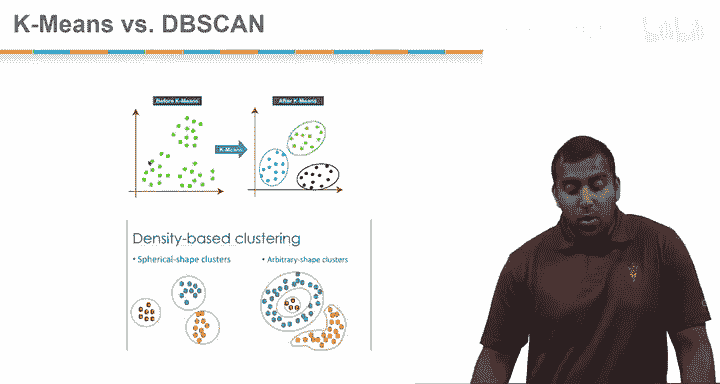 K-Means vs. DBSCAN
Before K-Means
After K-Means
K-Means
Density-based clustering
• Spherical-shape clusters
• Arbitrary-shape clusters